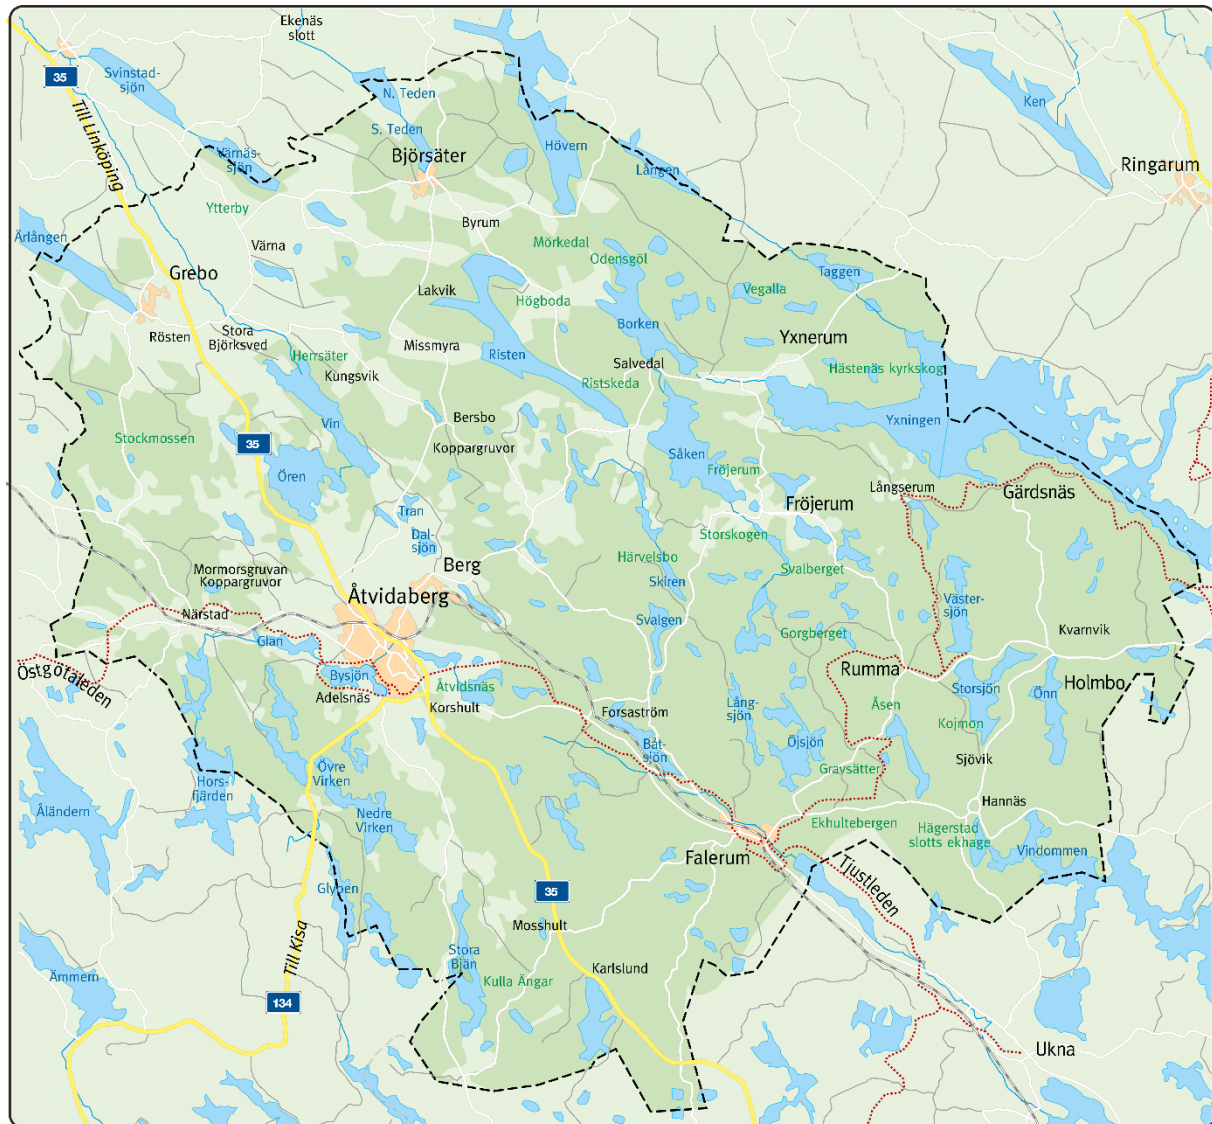 Ekenäs
slott
35
Svinstad-
sjön
Till Linköping
N. Teden
S. Teden
Hövern
Ken
Värnäs-
sjön
Björsäter
Lången
Ringarum
Ytterby
Byrum
Ärlången
Värna
Mörkedal
Odensgöl
Taggen
Grebo
Lakvik
Högboda
Vegalla
Rösten
Stora
Björksved
Missmyra
Risten
Borken
Yxnerum
Herrsäter
Kungsvik
Salvedal
Ristskeda
Hästenäs kyrkskog
Vin
Bersbo
Yxningen
Stockmossen
35
Koppargruvor
Såken
Fröjerum
Ören
Långserum
Gärdsnäs
Tran
Fröjerum
Dal-
sjön
Storskogen
Mormorsgruvan
Koppargruvor
Berg
Härvelsbo
Skiren
Svalberget
Åtvidaberg
Väster-
sjön
Närstad
Svalgen
Gorgberget
Kvarnvik
Glan
Östgötaleden
Bysjön
Åtvidsnäs
Rumma
Storsjön
Önn
Holmbo
Adelsnäs
Korshult
Forsaström
Lång-
sjön
Åsen
Kojmon
Båt-
sjön
Öjsjön
Övre
Virken
Gravsätter
Sjövik
Hors-
fjärden
Åländern
Nedre
Virken
Hannäs
Ekhultebergen
Hägerstad
slotts ekhage
Vindommen
Falerum
Tjustleden
Glypen
35
Mosshult
Till Kisa
Stora
Bjän
Ämmern
Kulla Ängar
Karlslund
134
Ukna